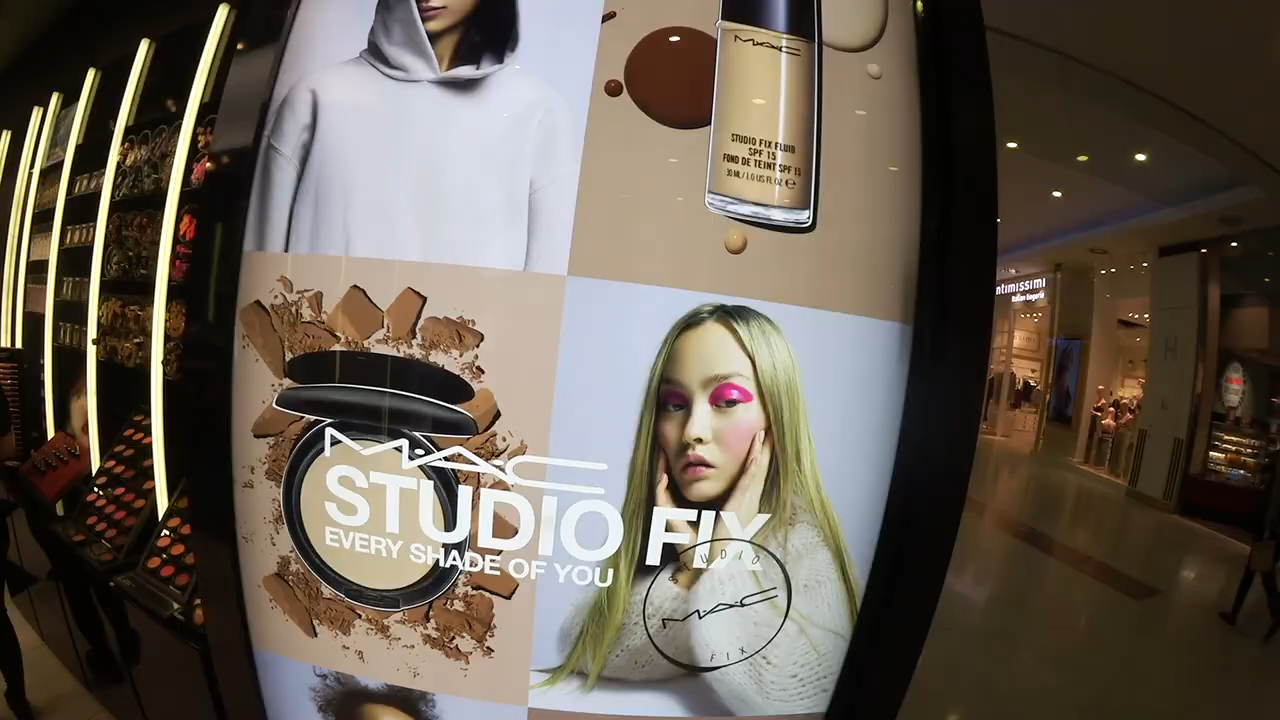 MAC
STUDIO FIX FLUID
SPF 15
FOND DE TEINT SPF 15
30 ML / 1.0 US FL OZ e
ntimissimi
Italian lingerie
MAC
STUDIO FIX
EVERY SHADE OF YOU
STUDIO
MAC
FIX